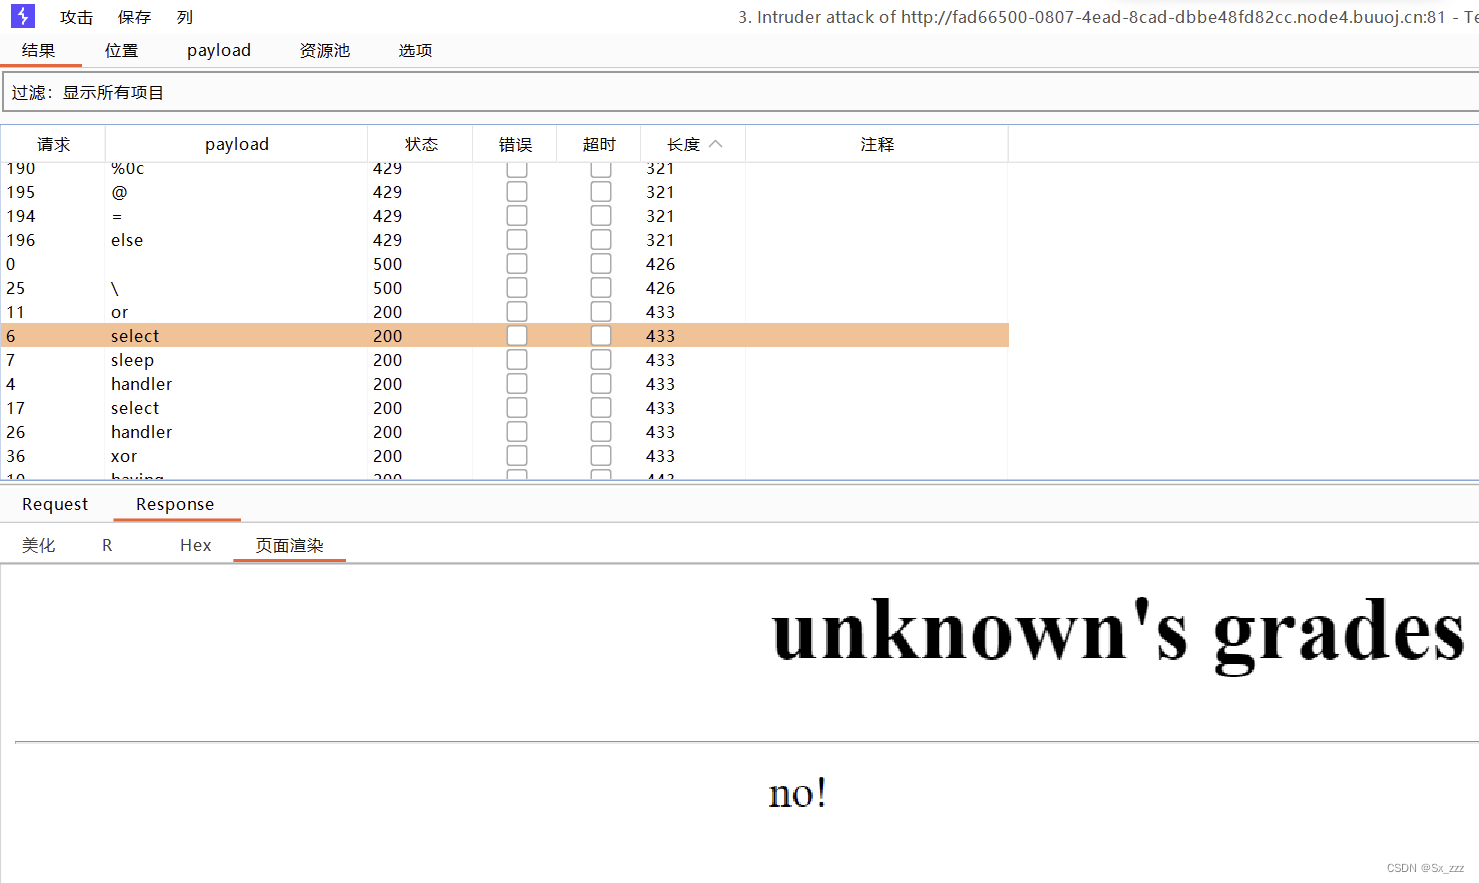 攻击 保存 列 3. Intruder attack of http://fad66500-0807-4ead-8cad-dbbe48fd82cc.node4.buuoj.cn:81 - Te
结果 位置 payload 资源池 选项
过滤：显示所有项目
请求 payload 状态 错误 超时 长度 注释
190 %0c 429 321
195 @ 429 321
194 = 429 321
196 else 429 321
0 500 426
25 \ 500 426
11 or 200 433
6 select 200 433
7 sleep 200 433
4 handler 200 433
17 select 200 433
26 handler 200 433
36 xor 200 433
10 having 200 443
Request Response
美化 R Hex 页面渲染
unknown's grades
no!
CSDN @Sx_zzz